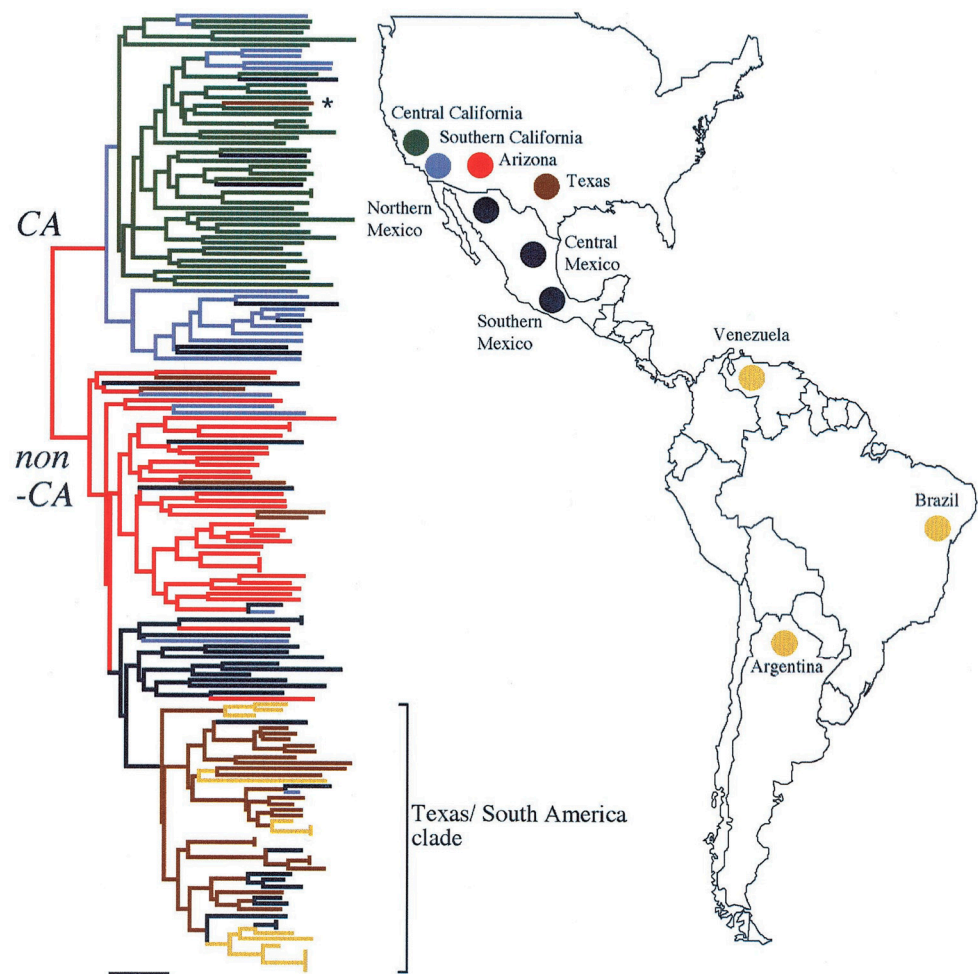 CA
*
non
-CA
Central California
Southern California
Arizona
Texas
Northern
Mexico
Central
Mexico
Southern
Mexico
Venezuela
Brazil
Argentina
Texas/ South America
clade